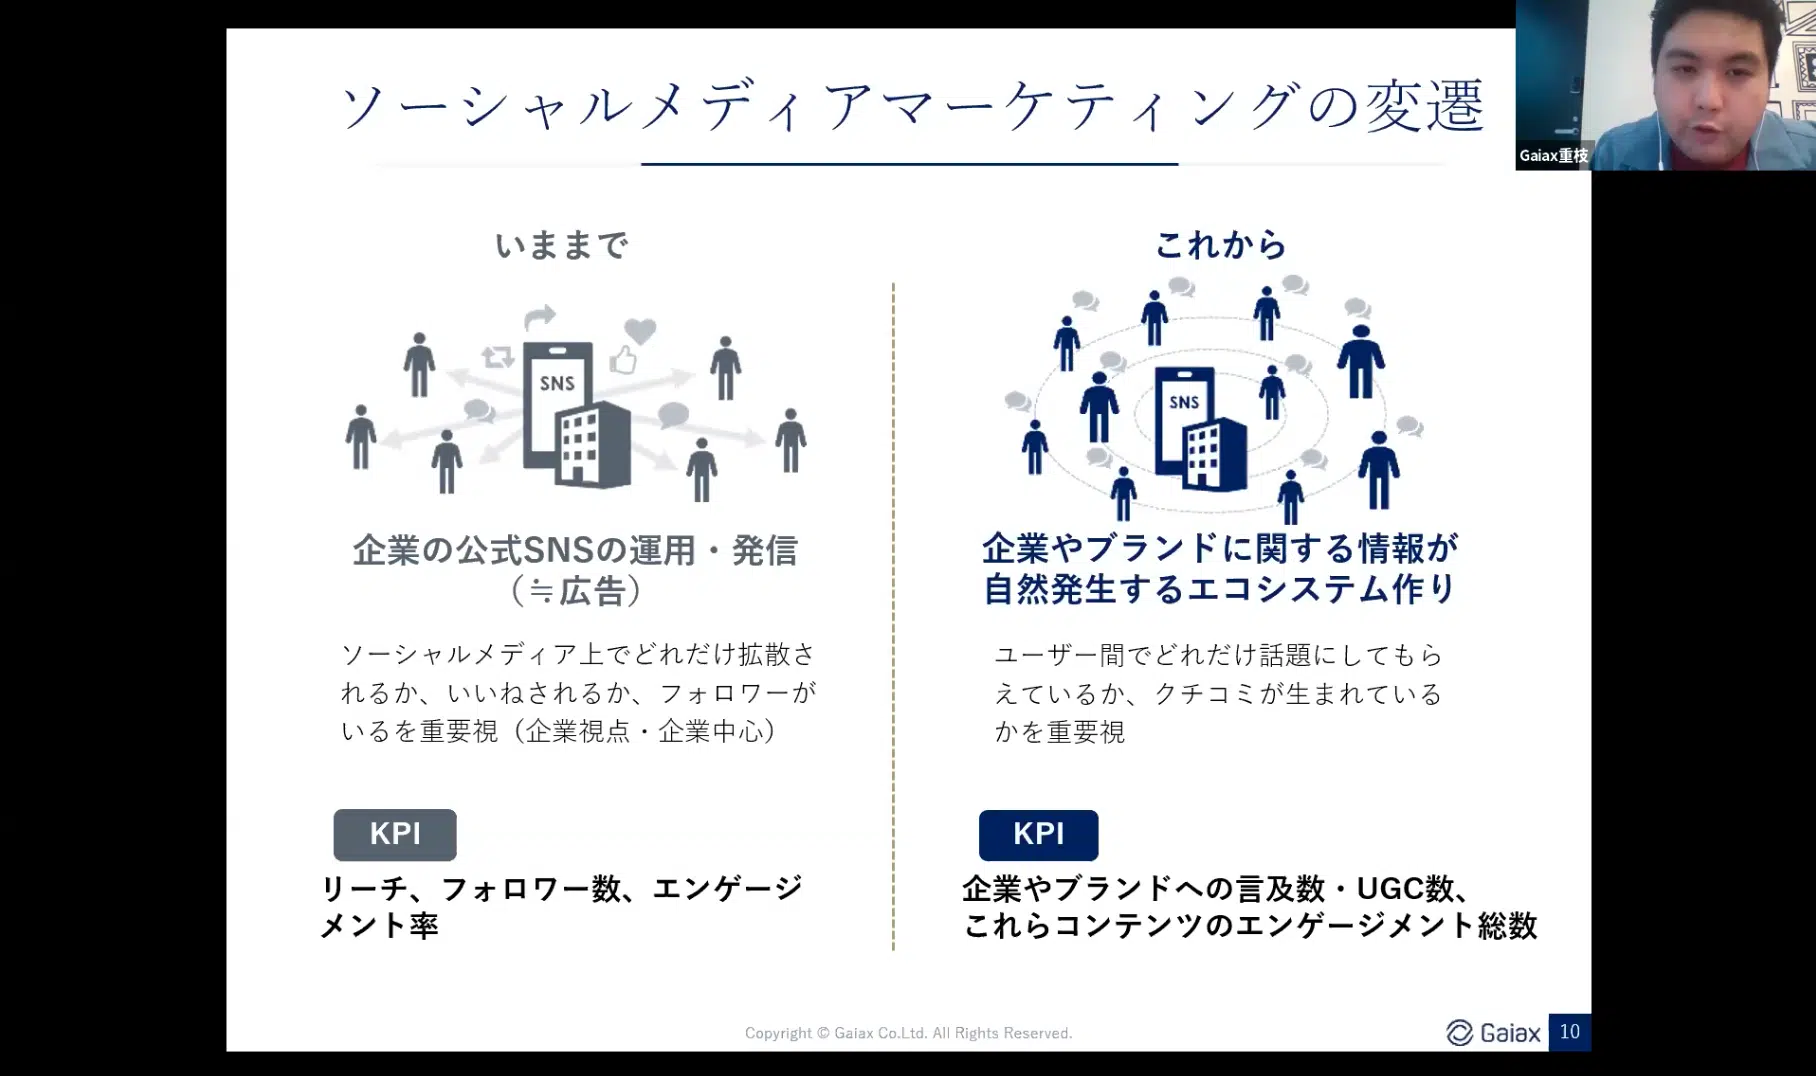 ソーシャルメディアマーケティングの変遷
Gaiax重枝
いままで
SNS
企業の公式SNSの運用・発信
（≒広告）
ソーシャルメディア上でどれだけ拡散さ
れるか、いいねされるか、フォロワーが
いるを重要視（企業視点・企業中心）
KPI
リーチ、フォロワー数、エンゲージ
メント率
これから
SNS
企業やブランドに関する情報が
自然発生するエコシステム作り
ユーザー間でどれだけ話題にしてもら
えているか、クチコミが生まれている
かを重要視
KPI
企業やブランドへの言及数・UGC数、
これらコンテンツのエンゲージメント総数
Copyright © Gaiax Co.Ltd. All Rights Reserved.
Gaiax
10